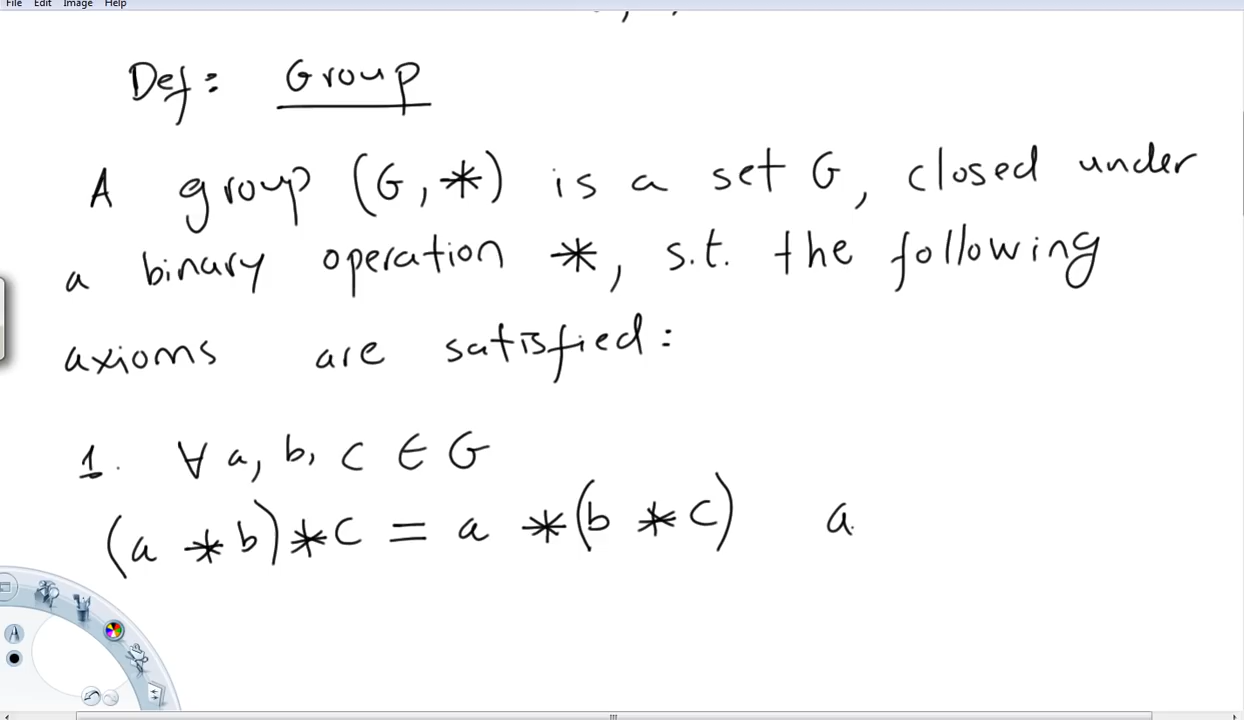 File Edit Image Help
Def: Group
A group (G, *) is a set G, closed under
a binary operation *, s.t. the following
axioms are satisfied:
1. ∀ a, b, c ∈ G
(a * b) * c = a * (b * c) a